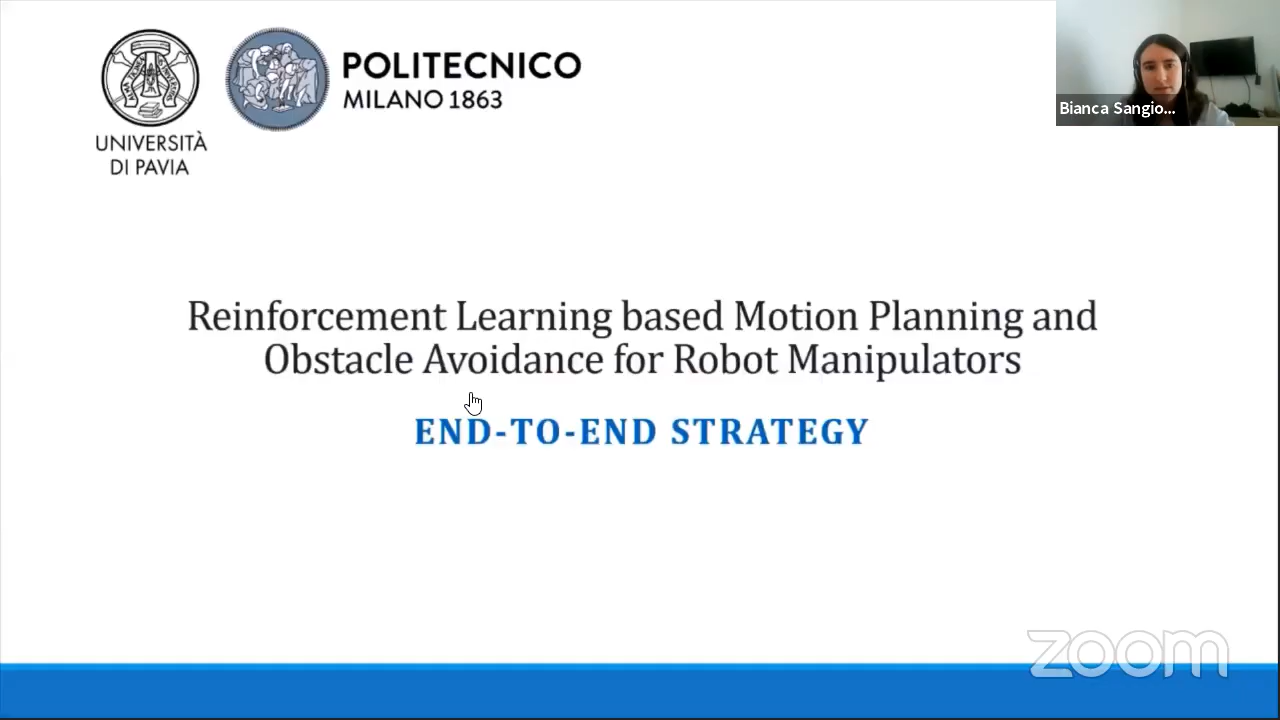 UNIVERSITÀ
DI PAVIA
POLITECNICO
MILANO 1863
Bianca Sangio...
Reinforcement Learning based Motion Planning and
Obstacle Avoidance for Robot Manipulators
END-TO-END STRATEGY
zoom